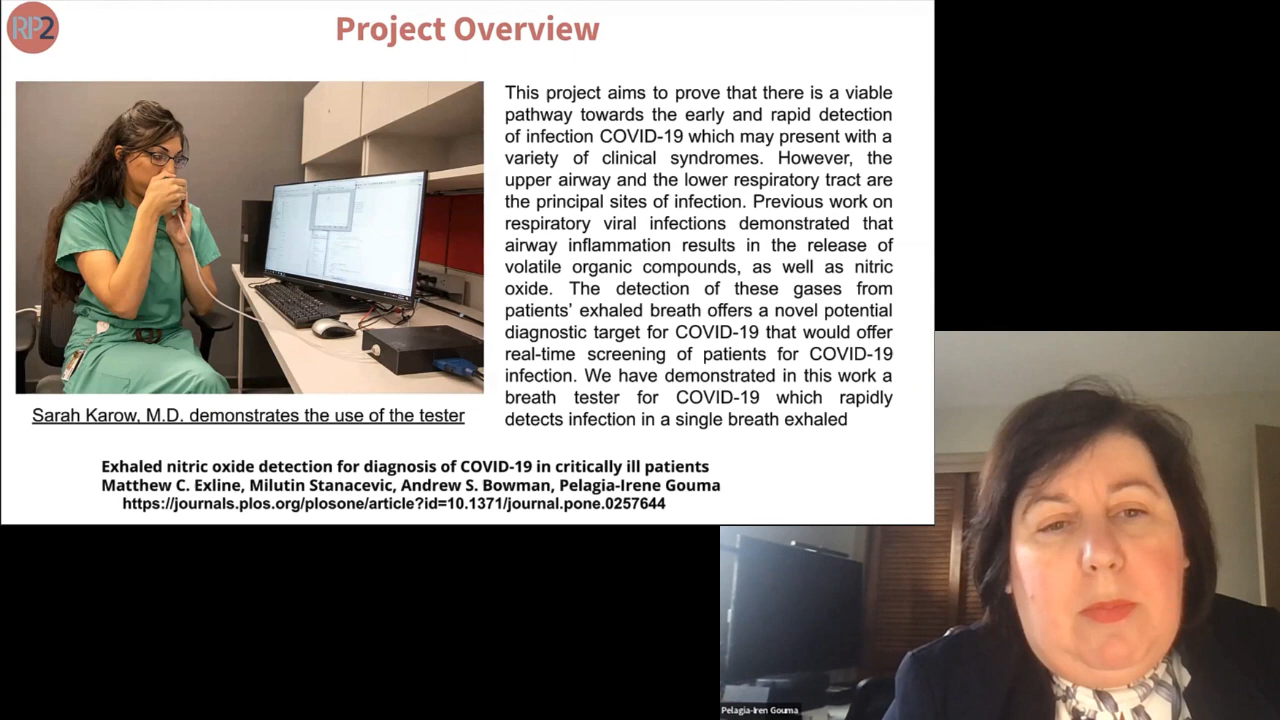 RP2
Project Overview
This project aims to prove that there is a viable
pathway towards the early and rapid detection
of infection COVID-19 which may present with a
variety of clinical syndromes. However, the
upper airway and the lower respiratory tract are
the principal sites of infection. Previous work on
respiratory viral infections demonstrated that
airway inflammation results in the release of
volatile organic compounds, as well as nitric
oxide. The detection of these gases from
patients’ exhaled breath offers a novel potential
diagnostic target for COVID-19 that would offer
real-time screening of patients for COVID-19
infection. We have demonstrated in this work a
breath tester for COVID-19 which rapidly
detects infection in a single breath exhaled
Sarah Karow, M.D. demonstrates the use of the tester
Exhaled nitric oxide detection for diagnosis of COVID-19 in critically ill patients
Matthew C. Exline, Milutin Stanacevic, Andrew S. Bowman, Pelagia-Irene Gouma
https://journals.plos.org/plosone/article?id=10.1371/journal.pone.0257644
Pelagia-Iren Gouma